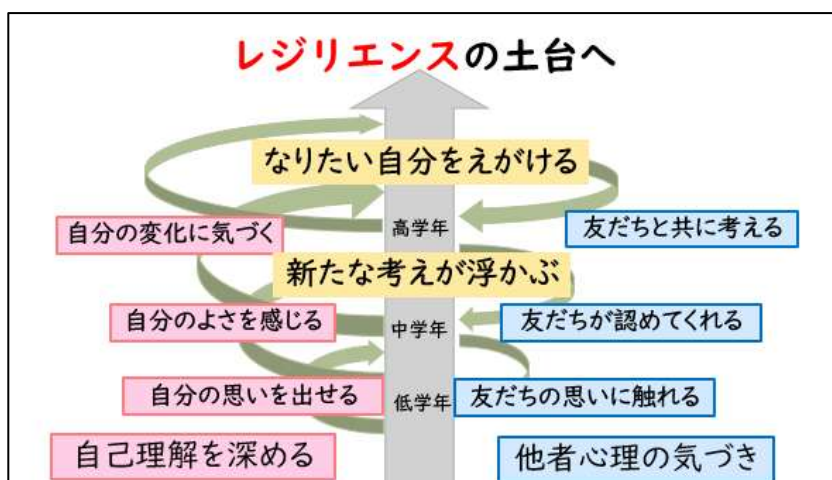 レジリエンスの土台へ
なりたい自分をえがける
高学年
自分の変化に気づく
友だちと共に考える
新たな考えが浮かぶ
自分のよさを感じる
中学年
友だちが認めてくれる
自分の思いを出せる
低学年
友だちの思いに触れる
自己理解を深める
他者心理の気づき